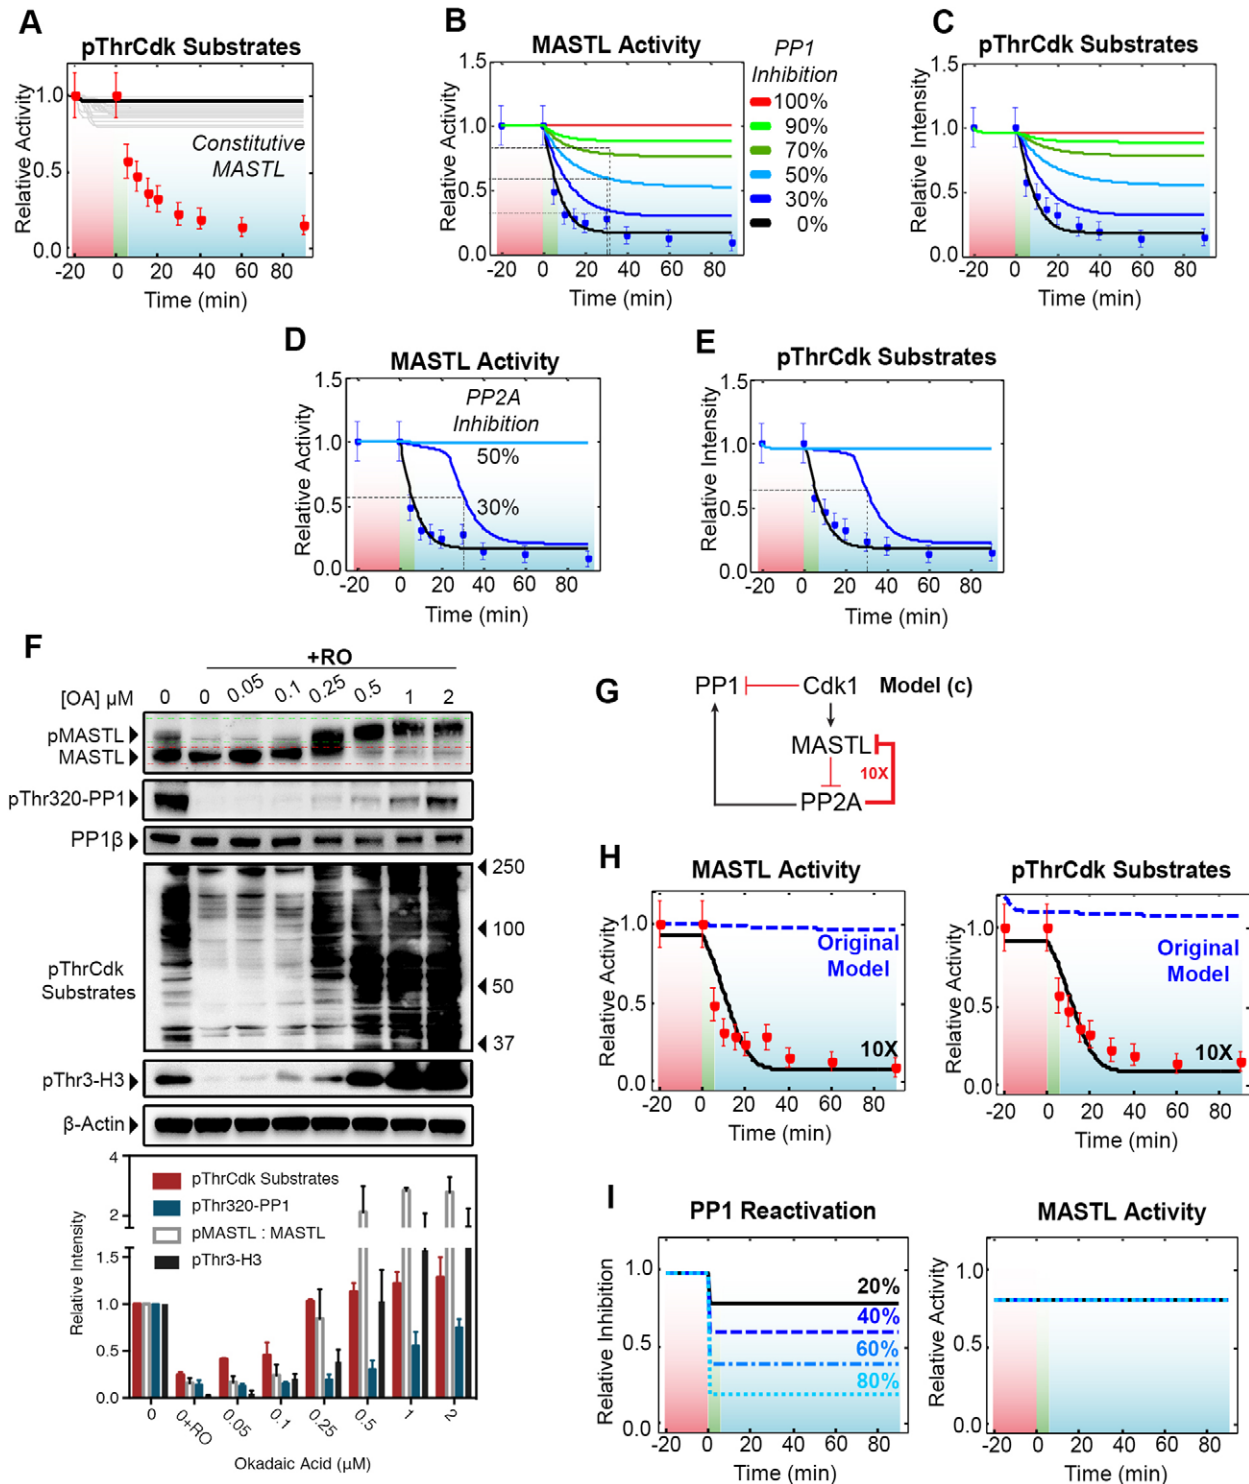 A
pThrCdk Substrates
Relative Activity
1.0
0.5
0.0
Constitutive
MASTL
-20 0 20 40 60 80
Time (min)
B
MASTL Activity
Relative Activity
1.5
1.0
0.5
0.0
-20 0 20 40 60 80
Time (min)
PP1
Inhibition
100%
90%
70%
50%
30%
0%
C
pThrCdk Substrates
Relative Intensity
1.5
1.0
0.5
0.0
-20 0 20 40 60 80
Time (min)
D
MASTL Activity
Relative Activity
1.5
1.0
0.5
0.0
PP2A
Inhibition
50%
30%
-20 0 20 40 60 80
Time (min)
E
pThrCdk Substrates
Relative Intensity
1.5
1.0
0.5
0.0
-20 0 20 40 60 80
Time (min)
F
+RO
[OA] µM 0 0 0.05 0.1 0.25 0.5 1 2
pMASTL
MASTL
pThr320-PP1
PP1β
pThrCdk
Substrates
250
100
50
37
pThr3-H3
β-Actin
Relative Intensity
4
2
1.5
1.0
0.5
0.0
pThrCdk Substrates
pThr320-PP1
pMASTL : MASTL
pThr3-H3
0 0+RO 0.05 0.1 0.25 0.5 1 2
Okadaic Acid (µM)
G
PP1 Cdk1 Model (c)
MASTL
10X
PP2A
H
MASTL Activity
Relative Activity
1.0
0.5
0.0
Original
Model
10X
-20 0 20 40 60 80
Time (min)
pThrCdk Substrates
Relative Activity
1.0
0.5
0.0
Original
Model
10X
-20 0 20 40 60 80
Time (min)
I
PP1 Reactivation
Relative Inhibition
1.0
0.5
0.0
20%
40%
60%
80%
-20 0 20 40 60 80
Time (min)
MASTL Activity
Relative Activity
1.0
0.5
0.0
-20 0 20 40 60 80
Time (min)